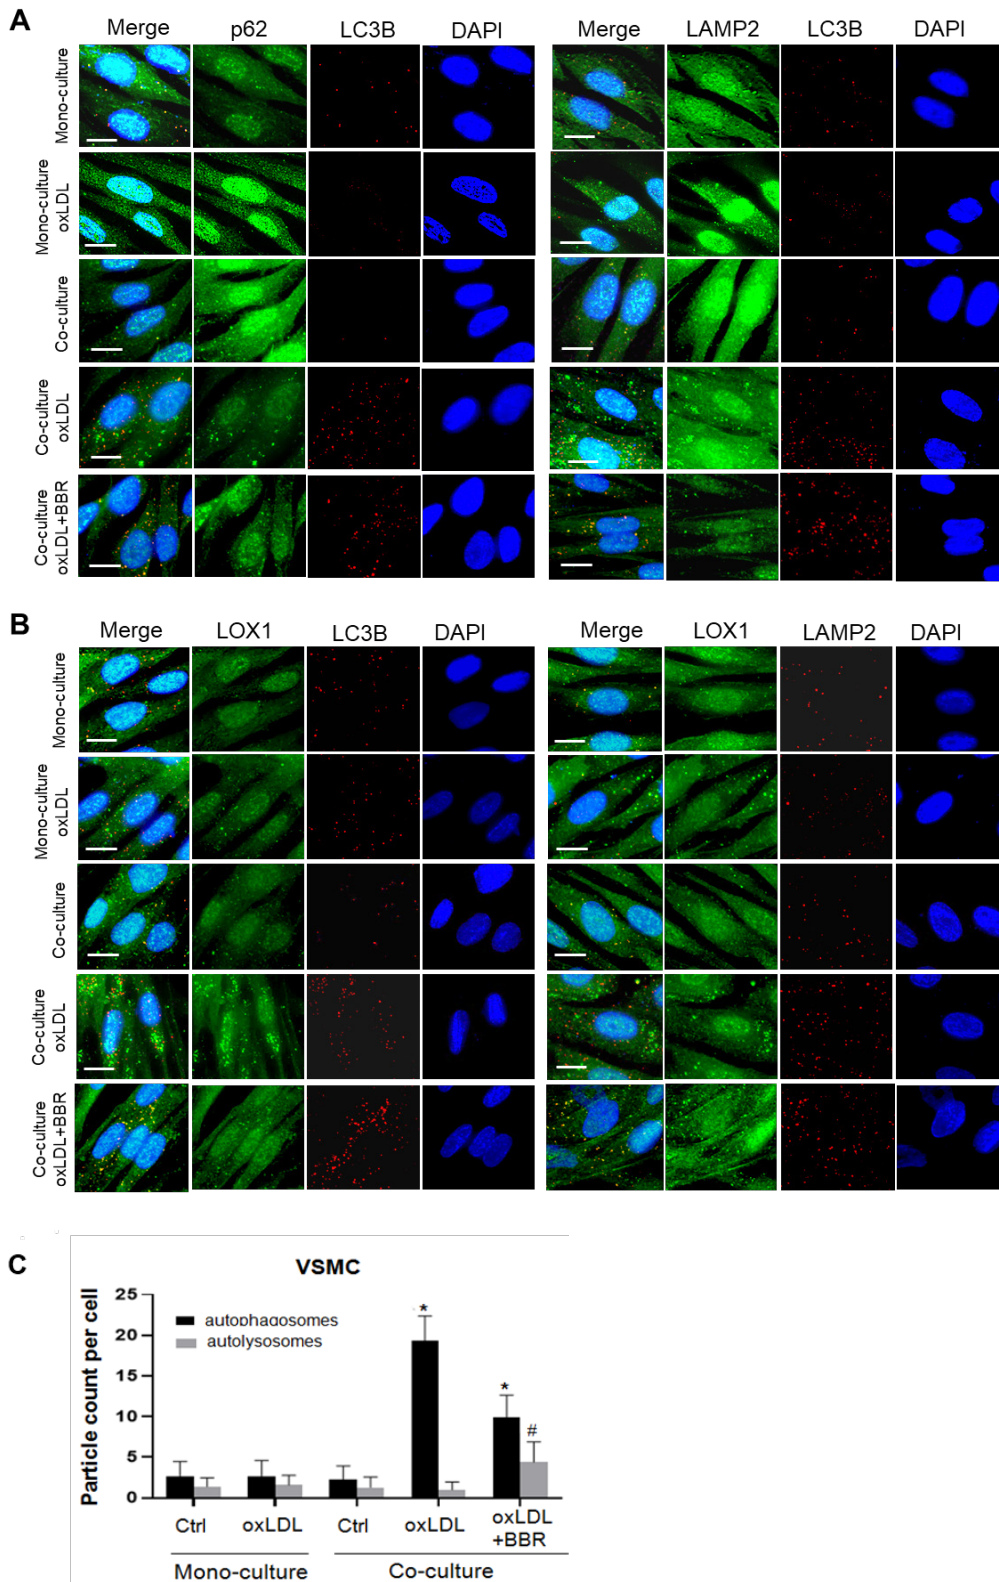 A
Merge p62 LC3B DAPI Merge LAMP2 LC3B DAPI
Mono-culture
Mono-culture
oxLDL
Co-culture
Co-culture
oxLDL
Co-culture
oxLDL+BBR
B
Merge LOX1 LC3B DAPI Merge LOX1 LAMP2 DAPI
Mono-culture
Mono-culture
oxLDL
Co-culture
Co-culture
oxLDL
Co-culture
oxLDL+BBR
C
VSMC
Particle count per cell
25
20
15
10
5
0
autophagosomes
autolysosomes
*
*
#
Ctrl oxLDL Ctrl oxLDL oxLDL
+BBR
Mono-culture Co-culture